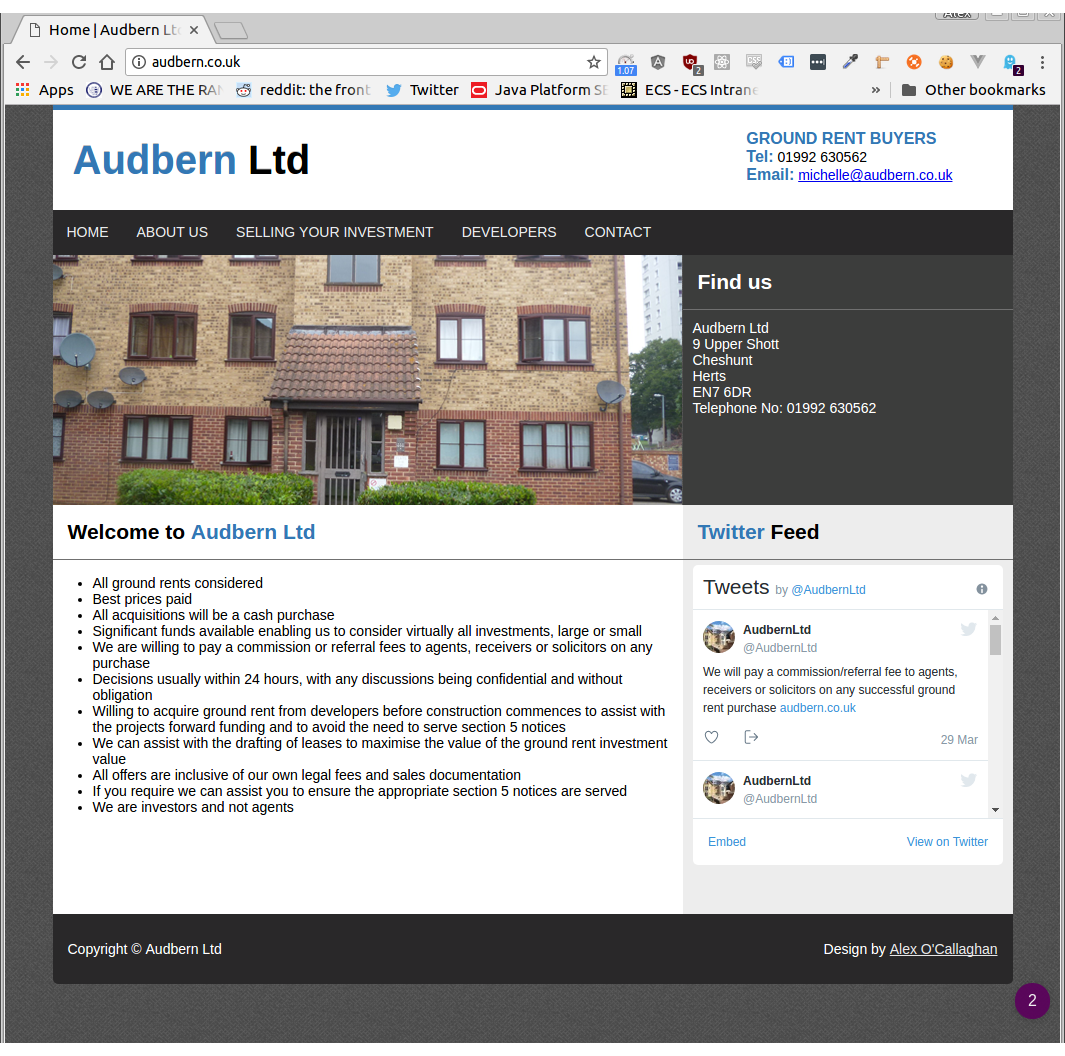 Alex
Home | Audbern Ltd
audbern.co.uk
1.07
2
CSP
2
Apps
WE ARE THE RAN
reddit: the front
Twitter
Java Platform SE
ECS - ECS Intrane
»
Other bookmarks
Audbern Ltd
GROUND RENT BUYERS
Tel: 01992 630562
Email: michelle@audbern.co.uk
HOME
ABOUT US
SELLING YOUR INVESTMENT
DEVELOPERS
CONTACT
Find us
Audbern Ltd
9 Upper Shott
Cheshunt
Herts
EN7 6DR
Telephone No: 01992 630562
Welcome to Audbern Ltd
• All ground rents considered
• Best prices paid
• All acquisitions will be a cash purchase
• Significant funds available enabling us to consider virtually all investments, large or small
• We are willing to pay a commission or referral fees to agents, receivers or solicitors on any
purchase
• Decisions usually within 24 hours, with any discussions being confidential and without
obligation
• Willing to acquire ground rent from developers before construction commences to assist with
the projects forward funding and to avoid the need to serve section 5 notices
• We can assist with the drafting of leases to maximise the value of the ground rent investment
value
• All offers are inclusive of our own legal fees and sales documentation
• If you require we can assist you to ensure the appropriate section 5 notices are served
• We are investors and not agents
Twitter Feed
Tweets by @AudbernLtd
AudbernLtd
@AudbernLtd
We will pay a commission/referral fee to agents,
receivers or solicitors on any successful ground
rent purchase audbern.co.uk
29 Mar
AudbernLtd
@AudbernLtd
Embed
View on Twitter
Copyright © Audbern Ltd
Design by Alex O'Callaghan
2